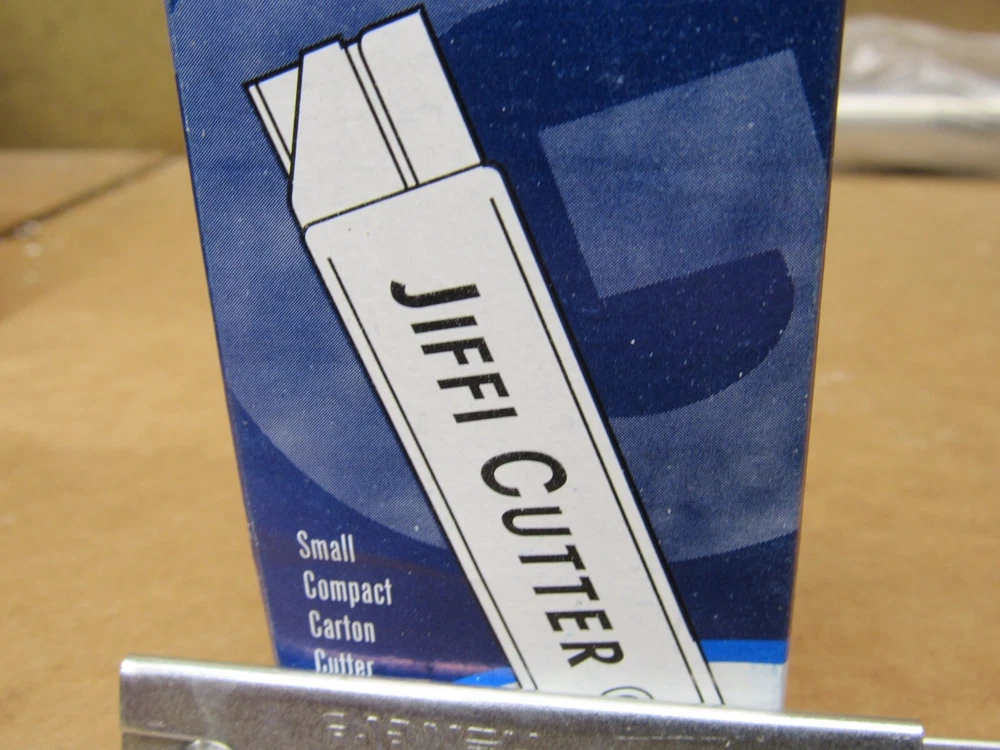 JIFFI CUTTER
Small
Compact
Carton
Cutter